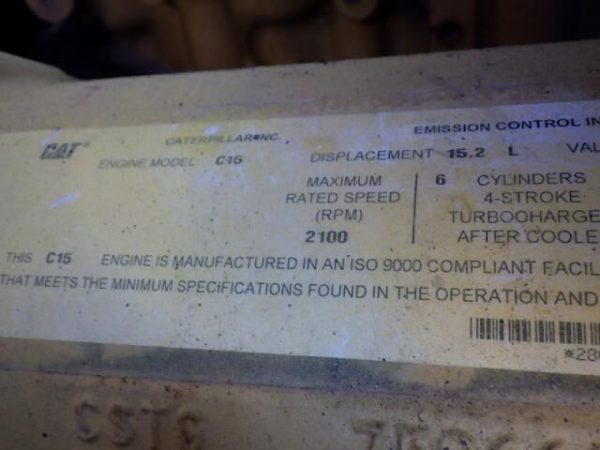 CAT®
CATERPILLAR INC.
EMISSION CONTROL IN
ENGINE MODEL C15 DISPLACEMENT 15.2 L VAL
MAXIMUM RATED SPEED (RPM)
2100
6 CYLINDERS
4-STROKE
TURBOCHARGE
AFTER COOLE
THIS C15 ENGINE IS MANUFACTURED IN AN ISO 9000 COMPLIANT FACIL
THAT MEETS THE MINIMUM SPECIFICATIONS FOUND IN THE OPERATION AND